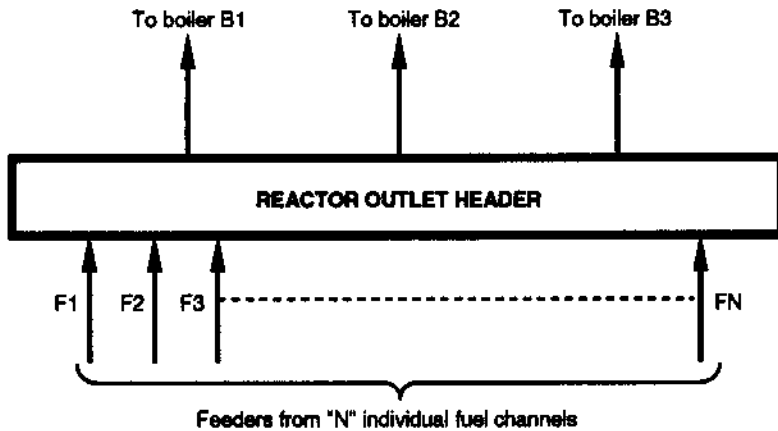 To boiler B1 To boiler B2 To boiler B3
REACTOR OUTLET HEADER
F1 F2 F3 FN
Feeders from "N" individual fuel channels